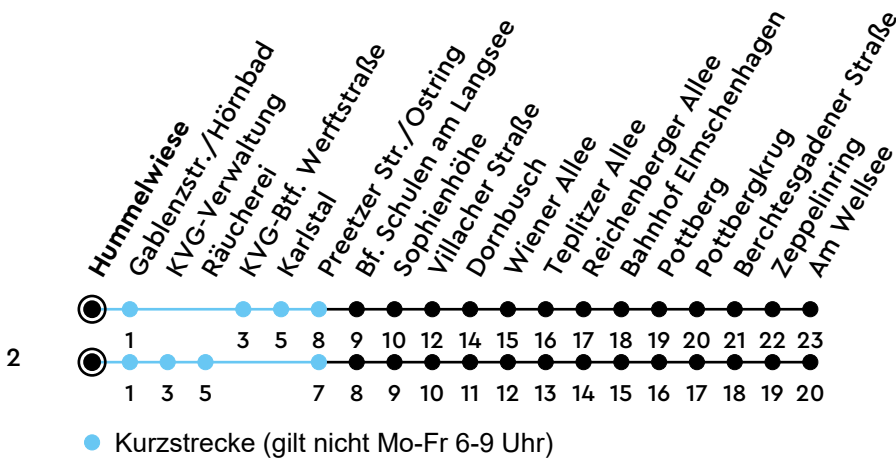 Hummelwiese
Gablenzstr./Hörnbad
KVG-Verwaltung
Räucherei
KVG-Btf. Werftstraße
Karlstal
Preetzer Str./Ostring
Bf. Schulen am Langsee
Sophienhöhe
Villacher Straße
Dornbusch
Wiener Allee
Teplitzer Allee
Reichenberger Allee
Bahnhof Elmschenhagen
Pottberg
Pottbergkrug
Berchtesgadener Straße
Zeppelinring
Am Wellsee
1 3 5 8 9 10 12 14 15 16 17 18 19 20 21 22 23
2
1 3 5 7 8 9 10 11 12 13 14 15 16 17 18 19 20
Kurzstrecke (gilt nicht Mo-Fr 6-9 Uhr)